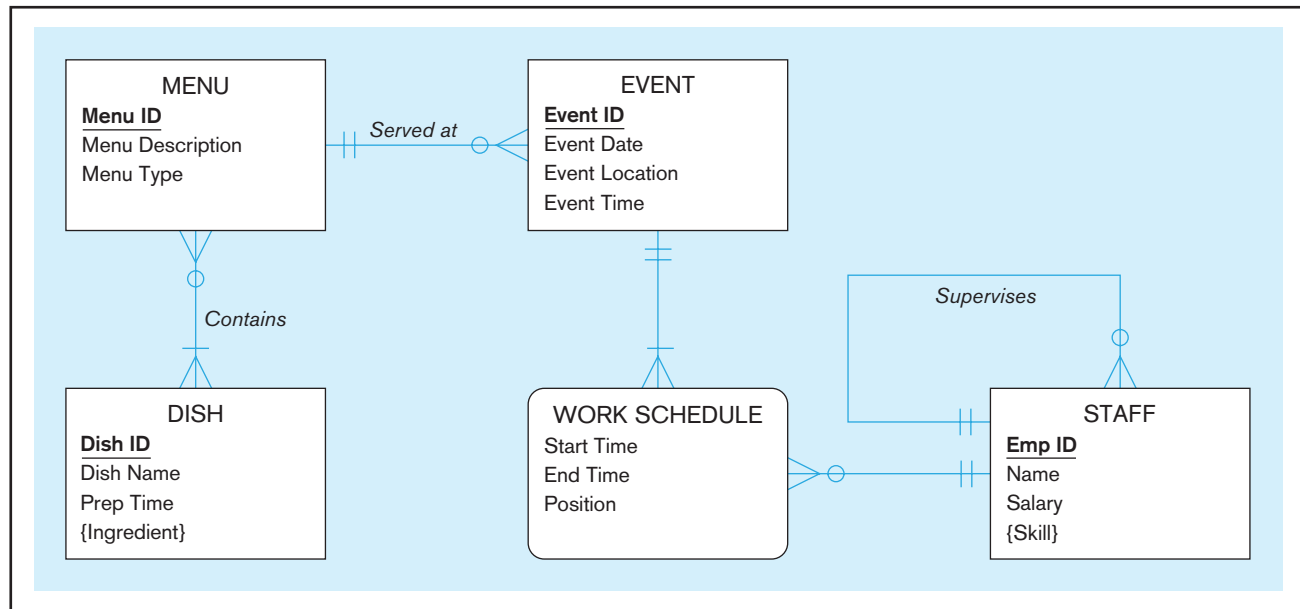 MENU
Menu ID
Menu Description
Menu Type
Served at
EVENT
Event ID
Event Date
Event Location
Event Time
Contains
Supervises
DISH
Dish ID
Dish Name
Prep Time
{Ingredient}
WORK SCHEDULE
Start Time
End Time
Position
STAFF
Emp ID
Name
Salary
{Skill}